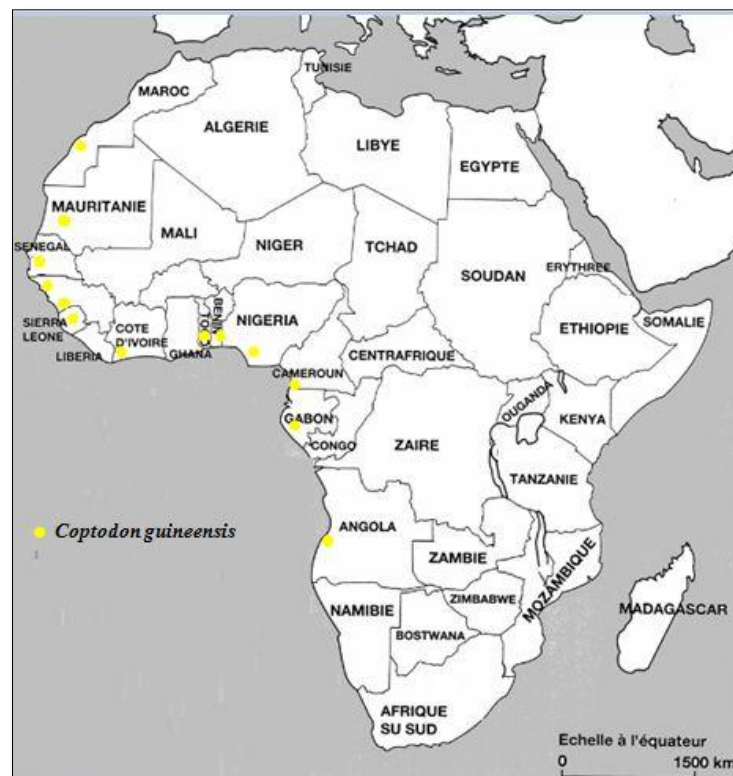 TUNISIE
MAROC
ALGERIE
LIBYE
EGYPTE
MAURITANIE
MALI
NIGER
TCHAD
SOUDAN
ERYTHREE
SENEGAL
SIERRA
LEONE
LIBERIA
COTE
D'IVOIRE
GHANA
TOGO
BENIN
NIGERIA
CENTRAFRIQUE
ETHIOPIE
SOMALIE
CAMEROUN
GABON
CONGO
ZAIRE
OUGANDA
KENYA
TANZANIE
Coptodon guineensis
ANGOLA
ZAMBIE
MOZAMBIQUE
ZIMBABWE
MADAGASCAR
NAMIBIE
BOSTWANA
AFRIQUE
SU SUD
Echelle à l'équateur
0 1500 km